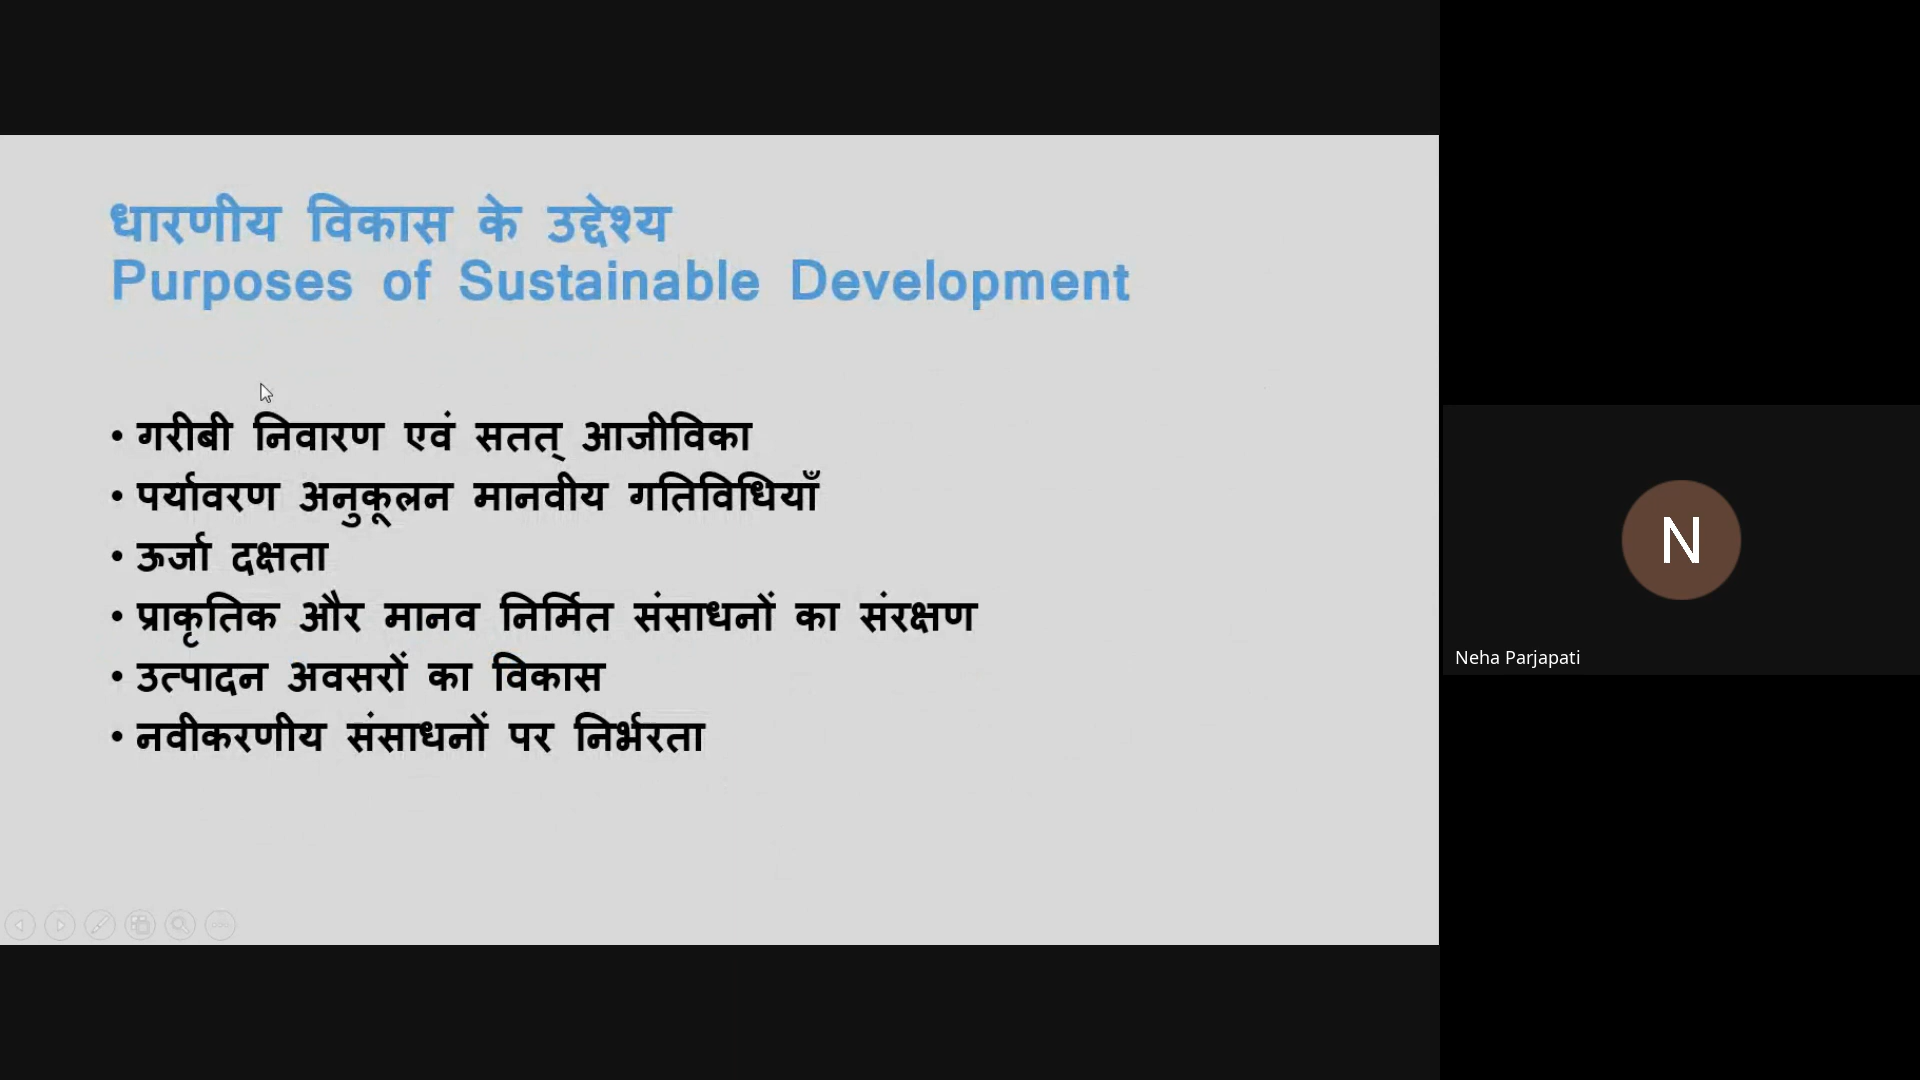 धारणीय विकास के उद्देश्य
Purposes of Sustainable Development
• गरीबी निवारण एवं सतत् आजीविका
• पर्यावरण अनुकूलन मानवीय गतिविधियाँ
• ऊर्जा दक्षता
• प्राकृतिक और मानव निर्मित संसाधनों का संरक्षण
• उत्पादन अवसरों का विकास
• नवीकरणीय संसाधनों पर निर्भरता
N
Neha Parjapati